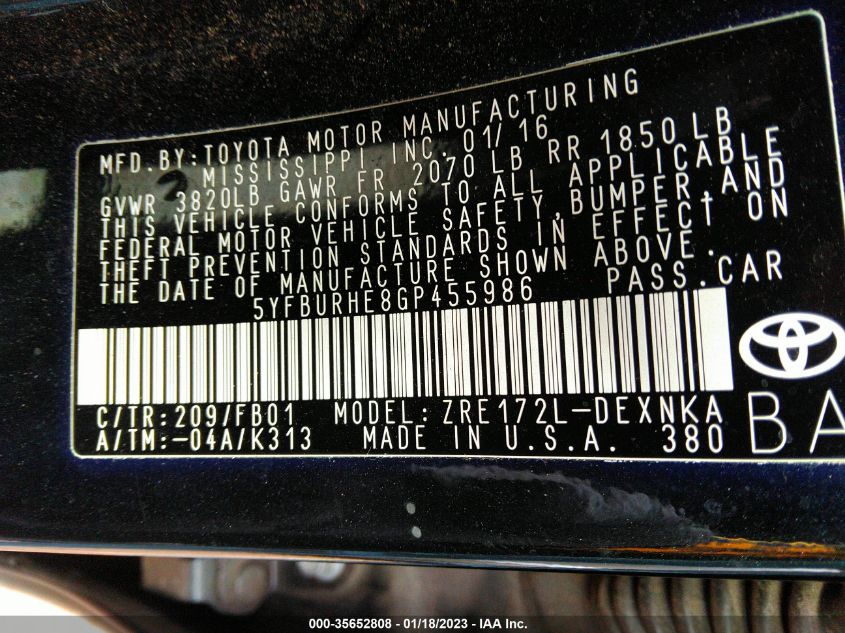 MFD.BY:TOYOTA MOTOR MANUFACTURING
MISSISSIPPI INC. 01/16
GVWR 3820LB GAWR FR 2070 LB RR 1850 LB
THIS VEHICLE CONFORMS TO ALL APPLICABLE
FEDERAL MOTOR VEHICLE SAFETY, BUMPER, AND
THEFT PREVENTION STANDARDS IN EFFECT ON
THE DATE OF MANUFACTURE SHOWN ABOVE.
5YFBURHE8GP455986 PASS.CAR
C/TR:209/FB01 MODEL: ZRE172L-DEXNKA
A/TM:-04A/K313 MADE IN U.S.A. 380
BA
000-35652808 - 01/18/2023 - IAA Inc.